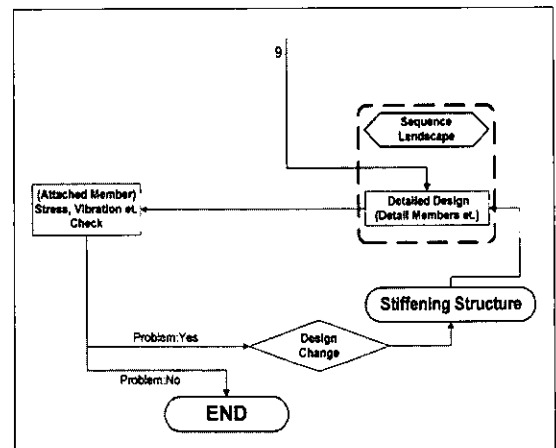 9
Sequence
Landscape
Detailed Design
(Detail Members et.)
(Attached Member)
Stress, Vibration et.
Check
Stiffening Structure
Problem:Yes
Design
Change
Problem:No
END